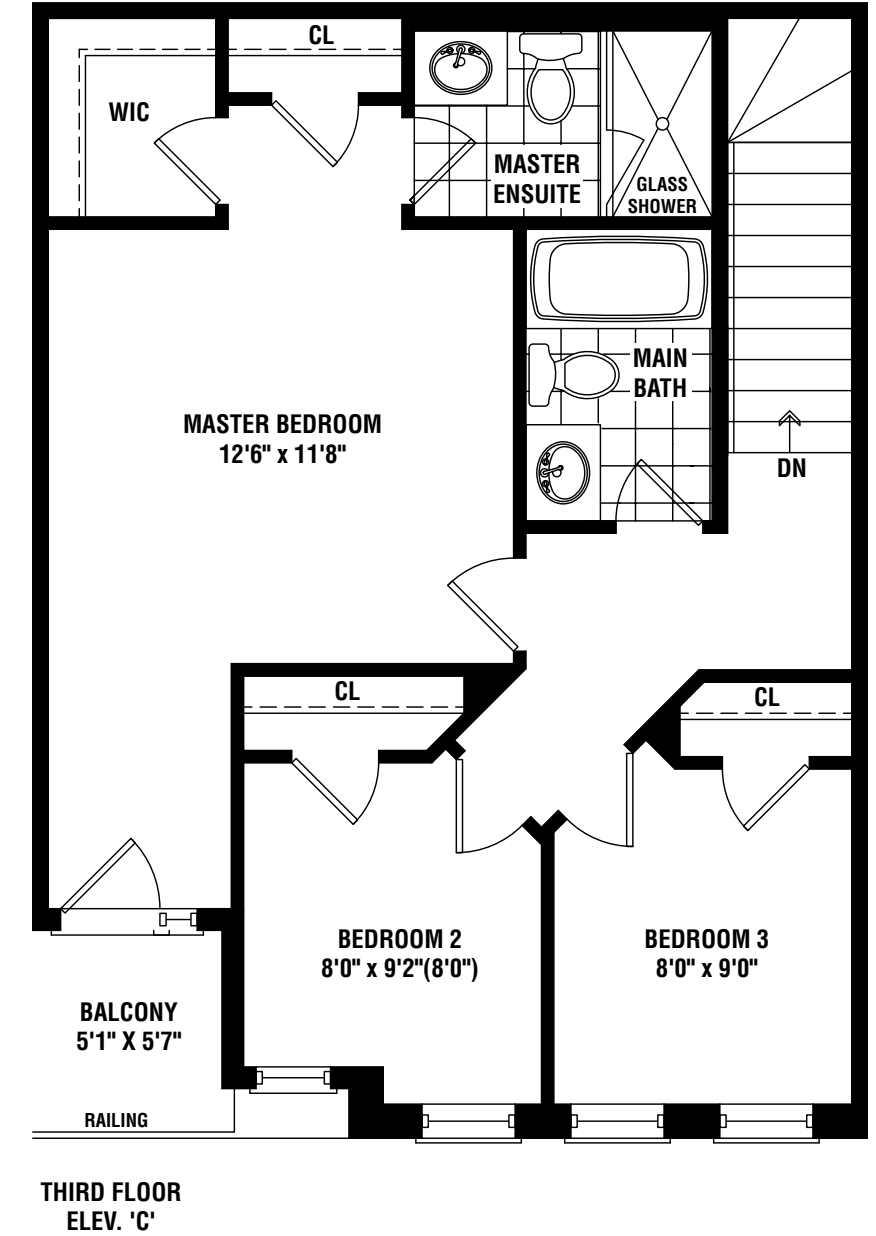 CL
WIC
MASTER
ENSUITE
GLASS
SHOWER
MAIN
BATH
MASTER BEDROOM
12'6" x 11'8"
DN
CL
CL
BEDROOM 2
8'0" x 9'2"(8'0")
BEDROOM 3
8'0" x 9'0"
BALCONY
5'1" X 5'7"
RAILING
THIRD FLOOR
ELEV. 'C'